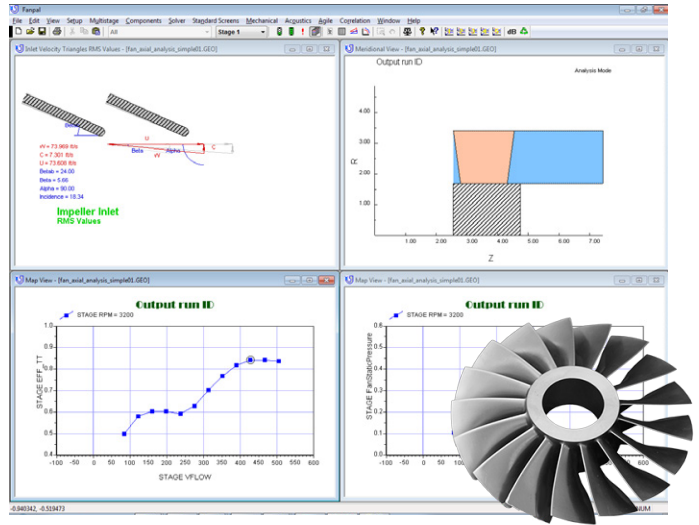 Fanpal
File Edit View Setup Multistage Components Solver Standard Screens Mechanical Acoustics Agile Correlation Window Help
All
Stage 1
dB
Inlet Velocity Triangles RMS Values - [fan_axial_analysis_simple01.GEO]
Betab
U
Beta
W
Alpha
C
W = 73.968 ft/s
C = 7.301 ft/s
U = 73.608 ft/s
Betab = 24.00
Beta = 5.66
Alpha = 90.00
Incidence = 18.34
Impeller Inlet
RMS Values
Meridional View - [fan_axial_analysis_simple01.GEO]
Output run ID
Analysis Mode
4.00
3.00
R
2.00
1.00
1.00 2.00 3.00 4.00 5.00 6.00 7.00
Z
Map View - [fan_axial_analysis_simple01.GEO]
Output run ID
STAGE RPM = 3200
1.0
0.9
0.8
0.7
0.6
0.5
0.4
STAGE EFF_TT
-100 -50 0 50 100 150 200 250 300 350 400 450 500 550 600
STAGE VFLOW
Map View - [fan_axial_analysis_simple01.GEO]
Output run ID
STAGE RPM = 3200
0.6
0.5
0.4
0.3
0.2
0.1
0.0
STAGE FanStaticPressure
-100 -50 0 50 600
-0.940342, -0.519473
NUM